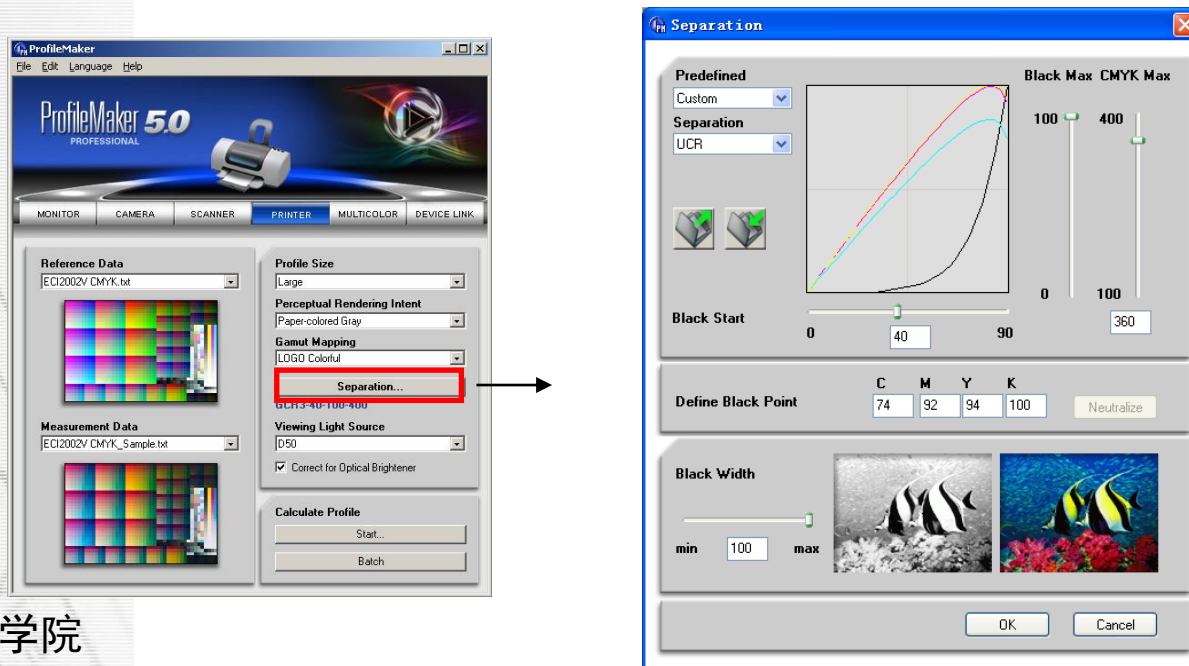 ProfileMaker
File Edit Language Help
ProfileMaker 5.0
PROFESSIONAL
MONITOR CAMERA SCANNER PRINTER MULTICOLOR DEVICE LINK
Reference Data
ECI2002V CMYK.txt
Measurement Data
ECI2002V CMYK_Sample.txt
Profile Size
Large
Perceptual Rendering Intent
Paper-colored Gray
Gamut Mapping
LOGO Colorful
Separation...
GCR3-40-100-400
Viewing Light Source
D50
Correct for Optical Brightener
Calculate Profile
Start...
Batch
学院
Separation
Predefined
Custom
Separation
UCR
Black Max CMYK Max
100 400
0 100
360
Black Start
0 40 90
C M Y K
Define Black Point 74 92 94 100 Neutralize
Black Width
min 100 max
OK Cancel